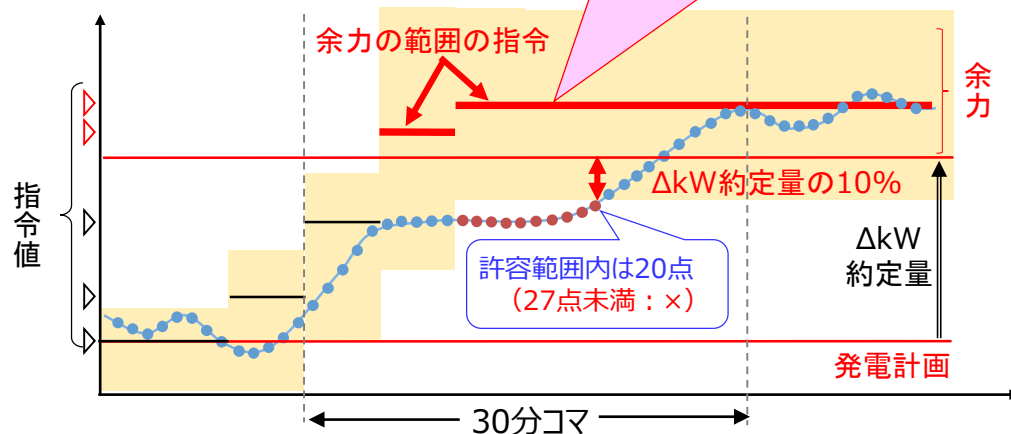 余力の範囲の指令
余力
指令値
ΔkW約定量の10%
ΔkW
約定量
許容範囲内は20点
（27点未満：×）
発電計画
30分コマ